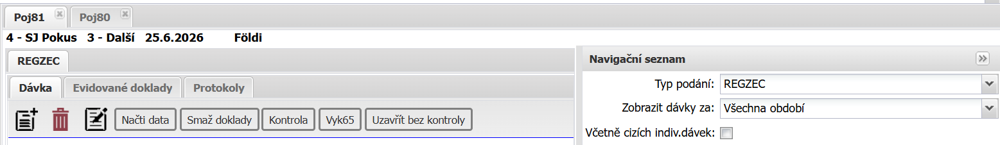 Poj81 Poj80
4 - SJ Pokus 3 - Další 25.6.2026 Földi
REGZEC
Dávka Evidované doklady Protokoly
Načti data Smaž doklady Kontrola Vyk65 Uzavřít bez kontroly
Navigační seznam
Typ podání: REGZEC
Zobrazit dávky za: Všechna období
Včetně cizích indiv.dávek: